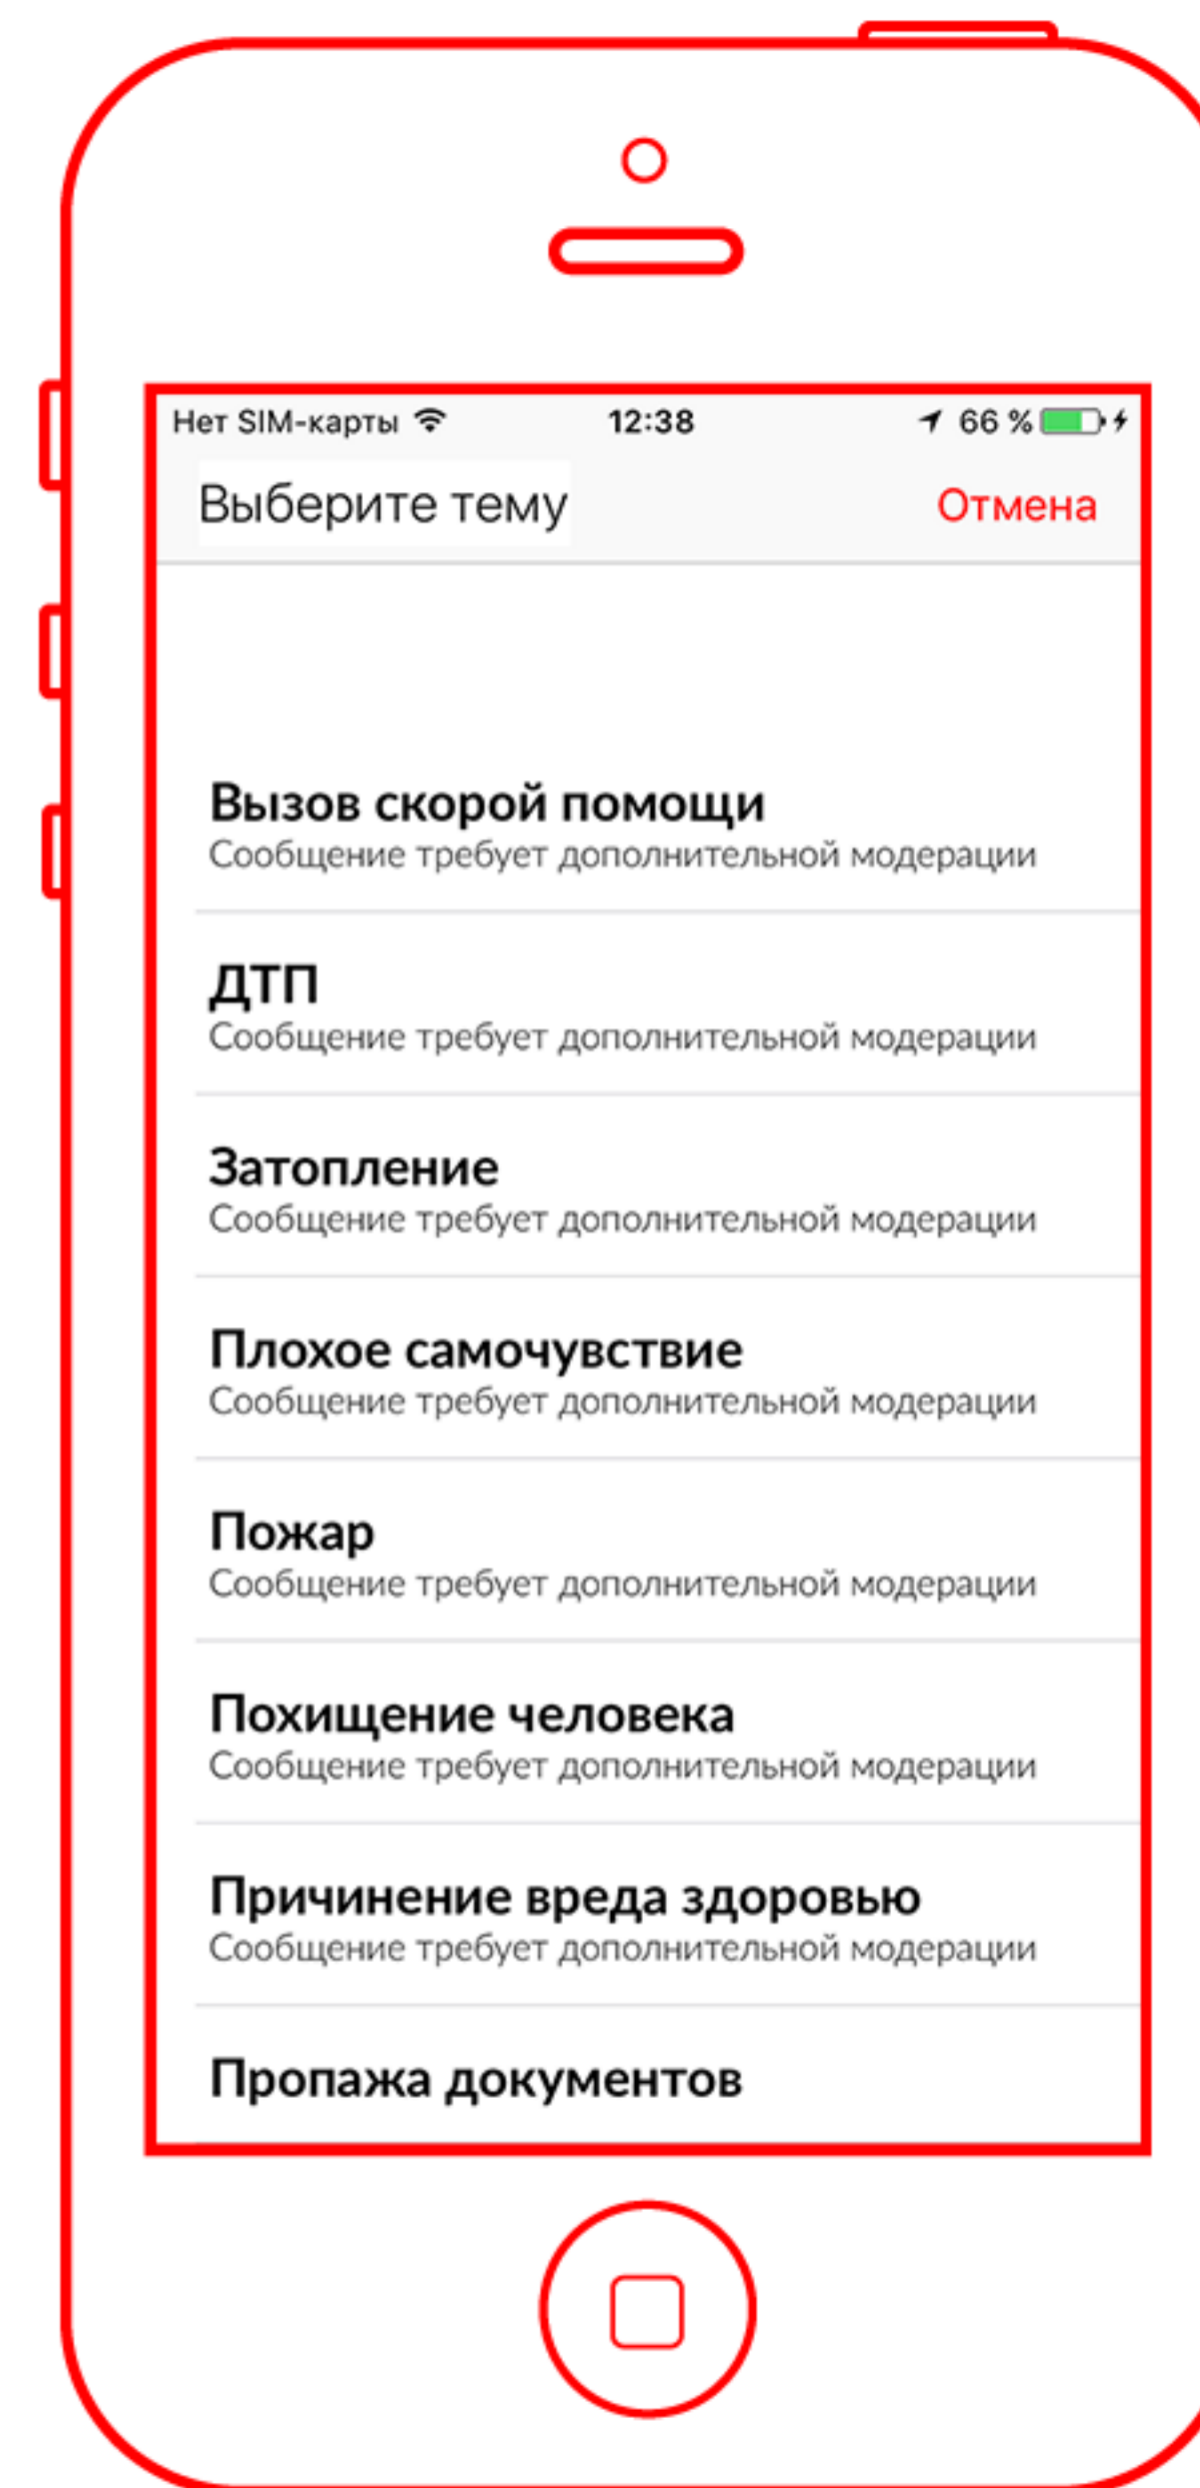 Нет SIM-карты 12:38 66 %
Выберите тему Отмена
Вызов скорой помощи
Сообщение требует дополнительной модерации
ДТП
Сообщение требует дополнительной модерации
Затопление
Сообщение требует дополнительной модерации
Плохое самочувствие
Сообщение требует дополнительной модерации
Пожар
Сообщение требует дополнительной модерации
Похищение человека
Сообщение требует дополнительной модерации
Причинение вреда здоровью
Сообщение требует дополнительной модерации
Пропажа документов